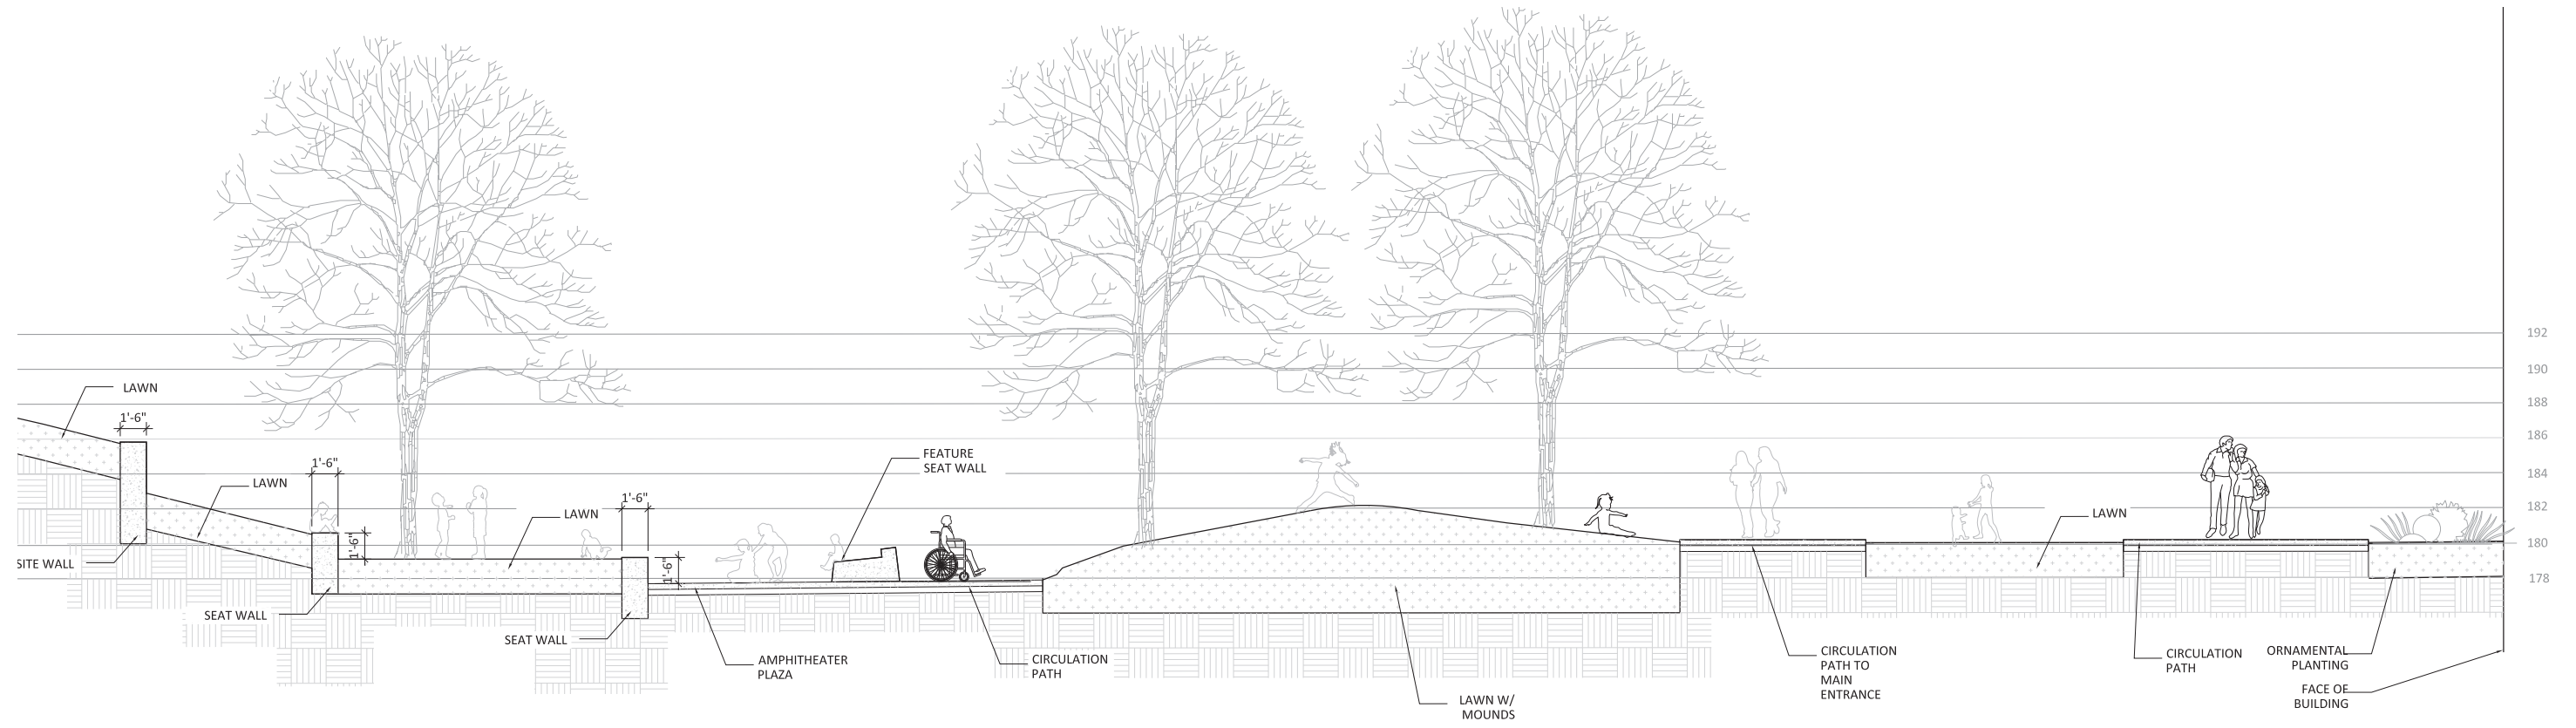 192
190
188
186
184
182
180
178
LAWN
1'-6"
SITE WALL
LAWN
1'-6"
1'-6"
SEAT WALL
LAWN
1'-6"
1'-6"
SEAT WALL
FEATURE
SEAT WALL
AMPHITHEATER
PLAZA
CIRCULATION
PATH
LAWN W/
MOUNDS
CIRCULATION
PATH TO
MAIN
ENTRANCE
LAWN
CIRCULATION
PATH
ORNAMENTAL
PLANTING
FACE OF
BUILDING